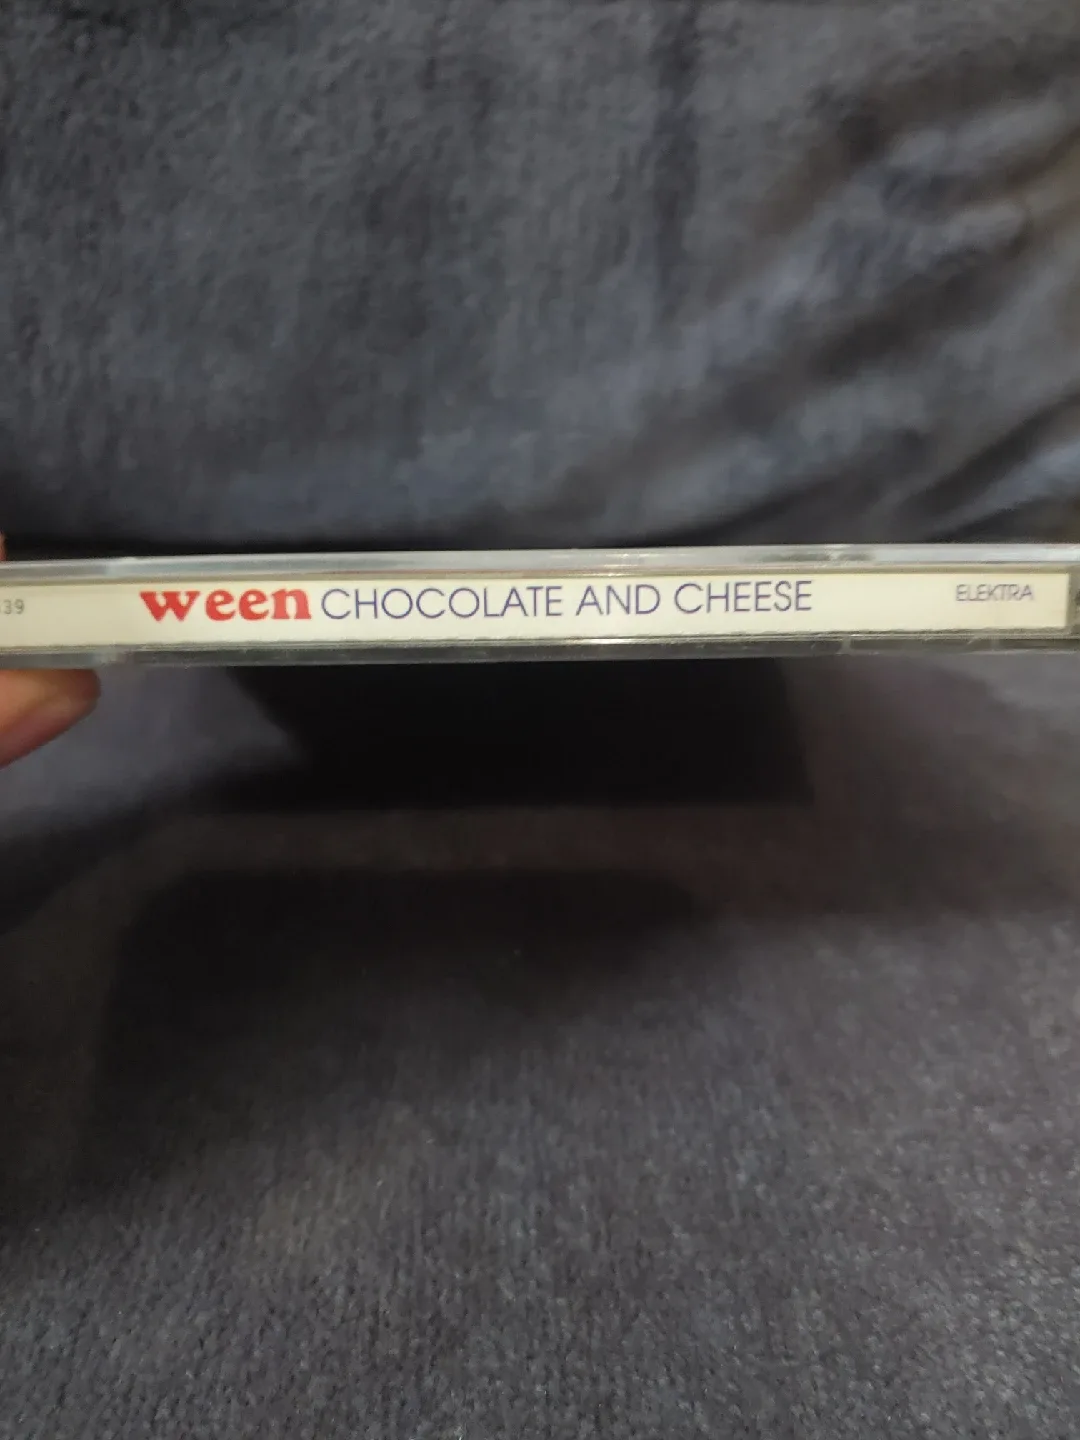 39 ween CHOCOLATE AND CHEESE ELEKTRA